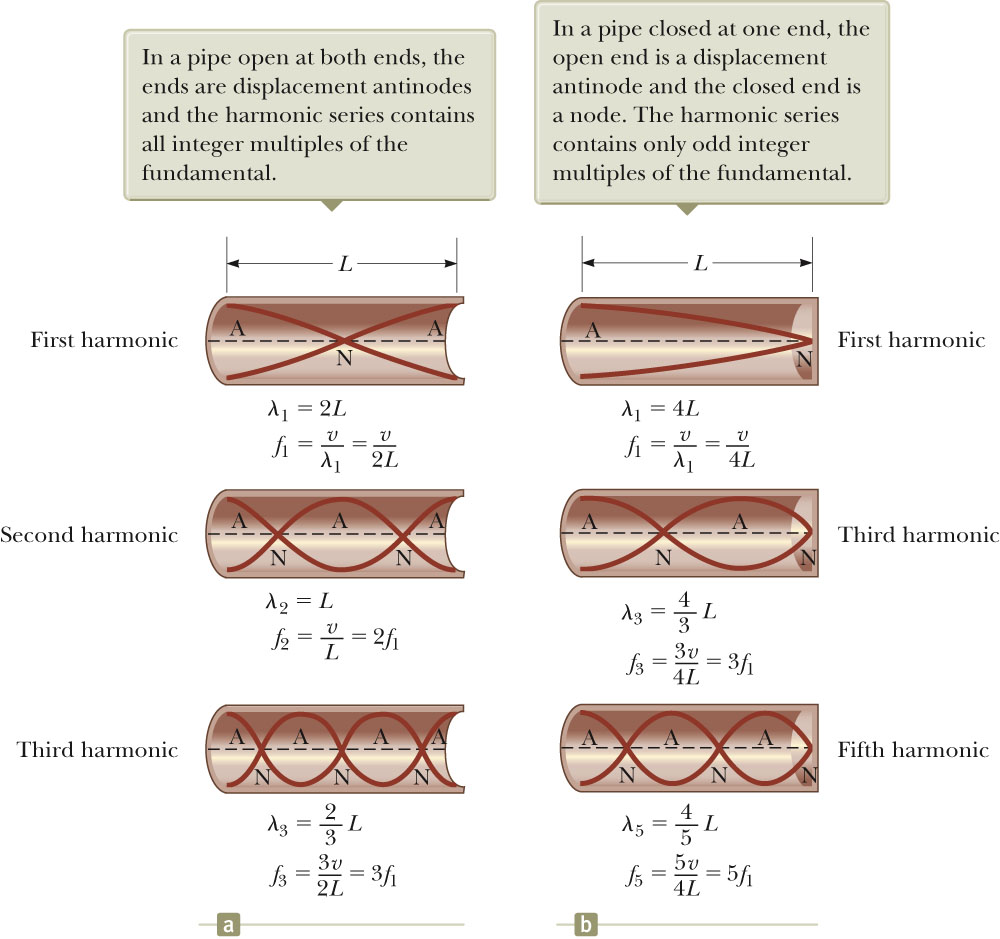 In a pipe open at both ends, the
ends are displacement antinodes
and the harmonic series contains
all integer multiples of the
fundamental.
In a pipe closed at one end, the
open end is a displacement
antinode and the closed end is
a node. The harmonic series
contains only odd integer
multiples of the fundamental.
L
First harmonic
A A
N
λ₁ = 2L
f₁ = v/λ₁ = v/2L
Second harmonic
A A A
N N
λ₂ = L
f₂ = v/L = 2f₁
Third harmonic
A A A A
N N N
λ₃ = 2/3 L
f₃ = 3v/2L = 3f₁
a
L
A
N
First harmonic
λ₁ = 4L
f₁ = v/λ₁ = v/4L
A A
N N
Third harmonic
λ₃ = 4/3 L
f₃ = 3v/4L = 3f₁
A A A
N N N
Fifth harmonic
λ₅ = 4/5 L
f₅ = 5v/4L = 5f₁
b